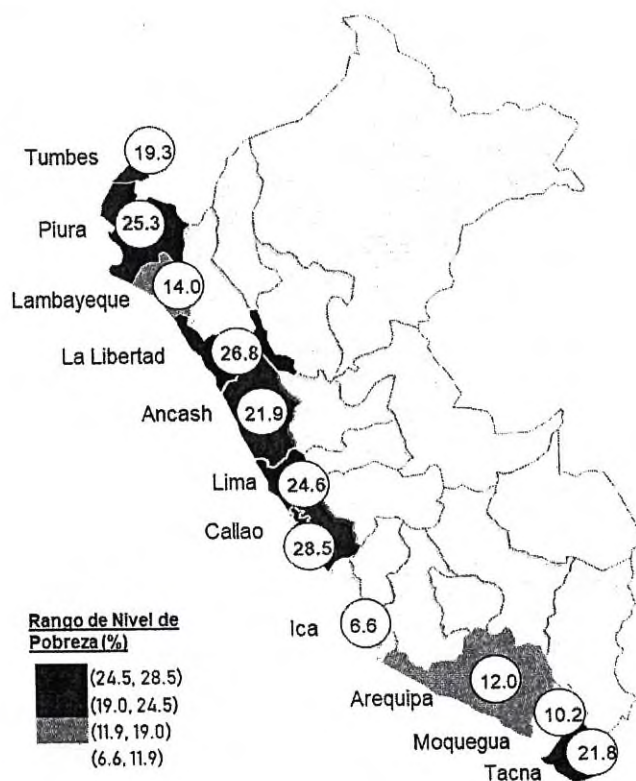 Tumbes 19.3
Piura 25.3
Lambayeque 14.0
La Libertad 26.8
Ancash 21.9
Lima 24.6
Callao 28.5
Ica 6.6
Arequipa 12.0
Moquegua 10.2
Tacna 21.8
Rango de Nivel de
Pobreza (%)
(24.5, 28.5)
(19.0, 24.5)
(11.9, 19.0)
(6.6, 11.9)